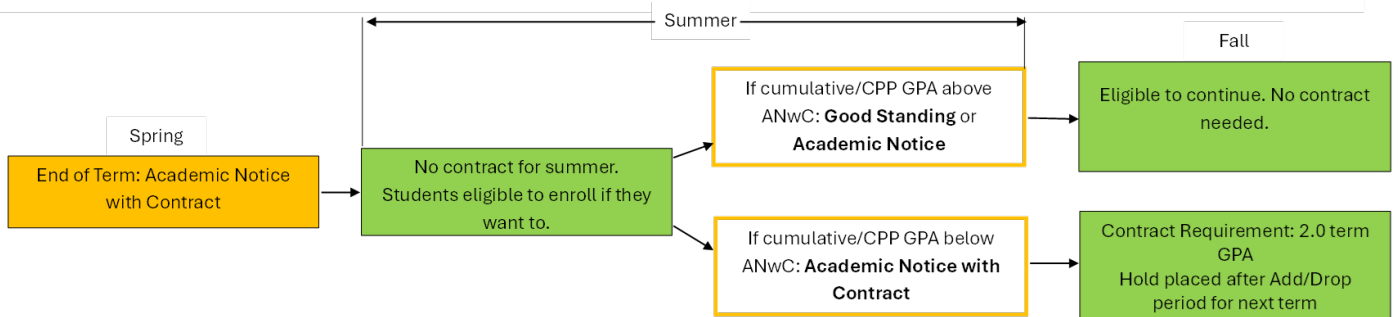 Summer
Fall
Spring
End of Term: Academic Notice
with Contract
No contract for summer.
Students eligible to enroll if they
want to.
If cumulative/CPP GPA above
ANwC: Good Standing or
Academic Notice
Eligible to continue. No contract
needed.
If cumulative/CPP GPA below
ANwC: Academic Notice with
Contract
Contract Requirement: 2.0 term
GPA
Hold placed after Add/Drop
period for next term